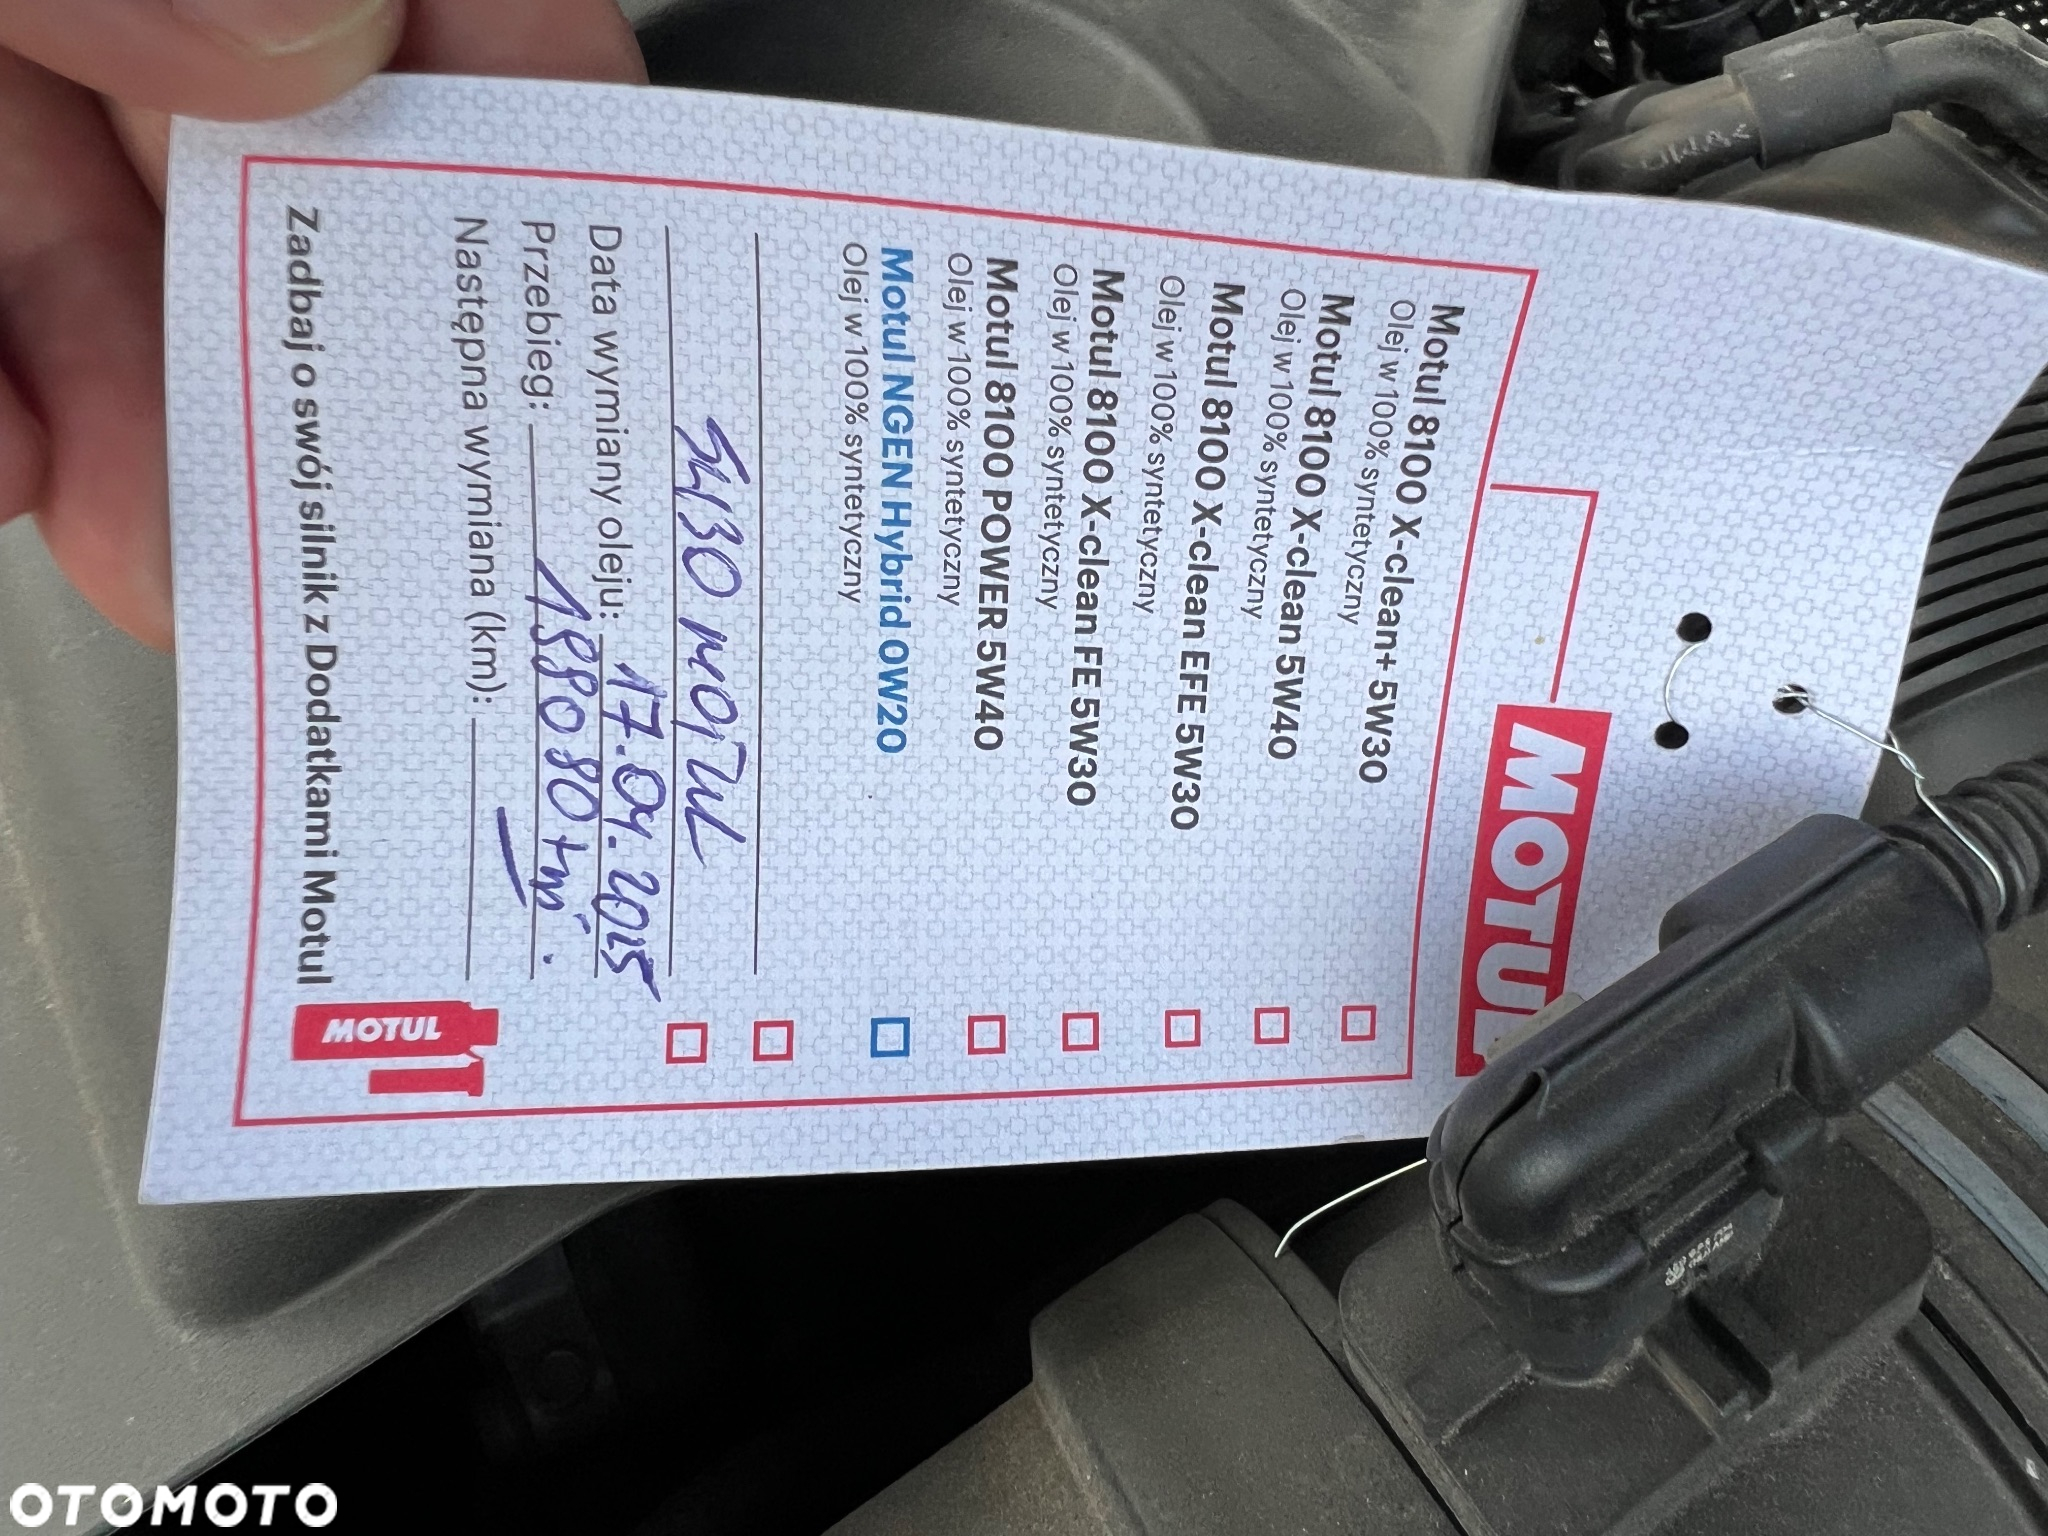 MOTUL
Motul 8100 X-clean+ 5W30
Olej w 100% syntetyczny
Motul 8100 X-clean 5W40
Olej w 100% syntetyczny
Motul 8100 X-clean EFE 5W30
Olej w 100% syntetyczny
Motul 8100 X-clean FE 5W30
Olej w 100% syntetyczny
Motul 8100 POWER 5W40
Olej w 100% syntetyczny
Motul NGEN Hybrid 0W20
Olej w 100% syntetyczny
MOTUL
Data wymiany oleju: 17.04.2025
Przebieg: 188080
Następna wymiana (km):
Zadbaj o swój silnik z Dodatkami Motul
MOTUL
OTOMOTO